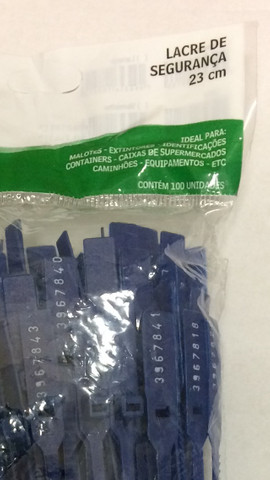 LACRE DE
SEGURANÇA
23 cm
IDEAL PARA:
MALOTES - EXTINTORES - IDENTIFICAÇÕES
CONTAINERS - CAIXAS DE SUPERMERCADOS
CAMINHÕES - EQUIPAMENTOS - ETC
CONTÉM 100 UNIDADES
3967840
3967843
3967841
3967818